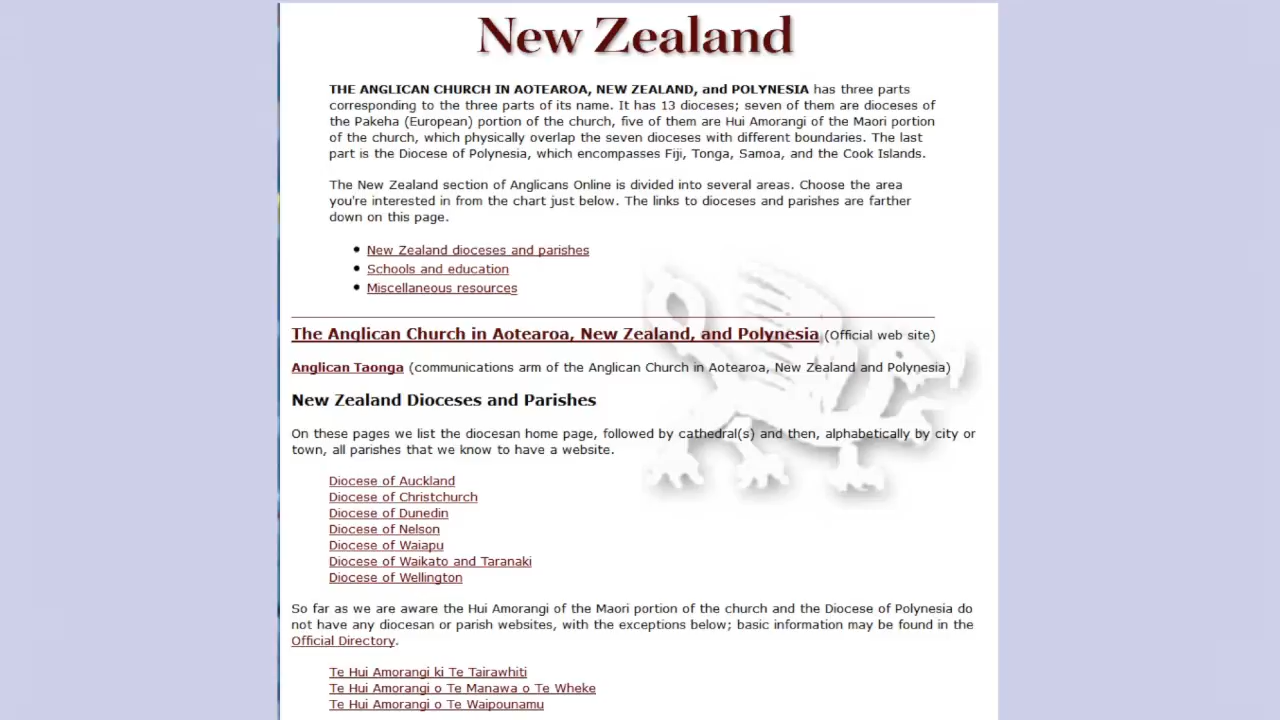 New Zealand
THE ANGLICAN CHURCH IN AOTEAROA, NEW ZEALAND, and POLYNESIA has three parts
corresponding to the three parts of its name. It has 13 dioceses; seven of them are dioceses of
the Pakeha (European) portion of the church, five of them are Hui Amorangi of the Maori portion
of the church, which physically overlap the seven dioceses with different boundaries. The last
part is the Diocese of Polynesia, which encompasses Fiji, Tonga, Samoa, and the Cook Islands.
The New Zealand section of Anglicans Online is divided into several areas. Choose the area
you're interested in from the chart just below. The links to dioceses and parishes are farther
down on this page.
• New Zealand dioceses and parishes
• Schools and education
• Miscellaneous resources
The Anglican Church in Aotearoa, New Zealand, and Polynesia (Official web site)
Anglican Taonga (communications arm of the Anglican Church in Aotearoa, New Zealand and Polynesia)
New Zealand Dioceses and Parishes
On these pages we list the diocesan home page, followed by cathedral(s) and then, alphabetically by city or
town, all parishes that we know to have a website.
Diocese of Auckland
Diocese of Christchurch
Diocese of Dunedin
Diocese of Nelson
Diocese of Waiapu
Diocese of Waikato and Taranaki
Diocese of Wellington
So far as we are aware the Hui Amorangi of the Maori portion of the church and the Diocese of Polynesia do
not have any diocesan or parish websites, with the exceptions below; basic information may be found in the
Official Directory.
Te Hui Amorangi ki Te Tairawhiti
Te Hui Amorangi o Te Manawa o Te Wheke
Te Hui Amorangi o Te Waipounamu